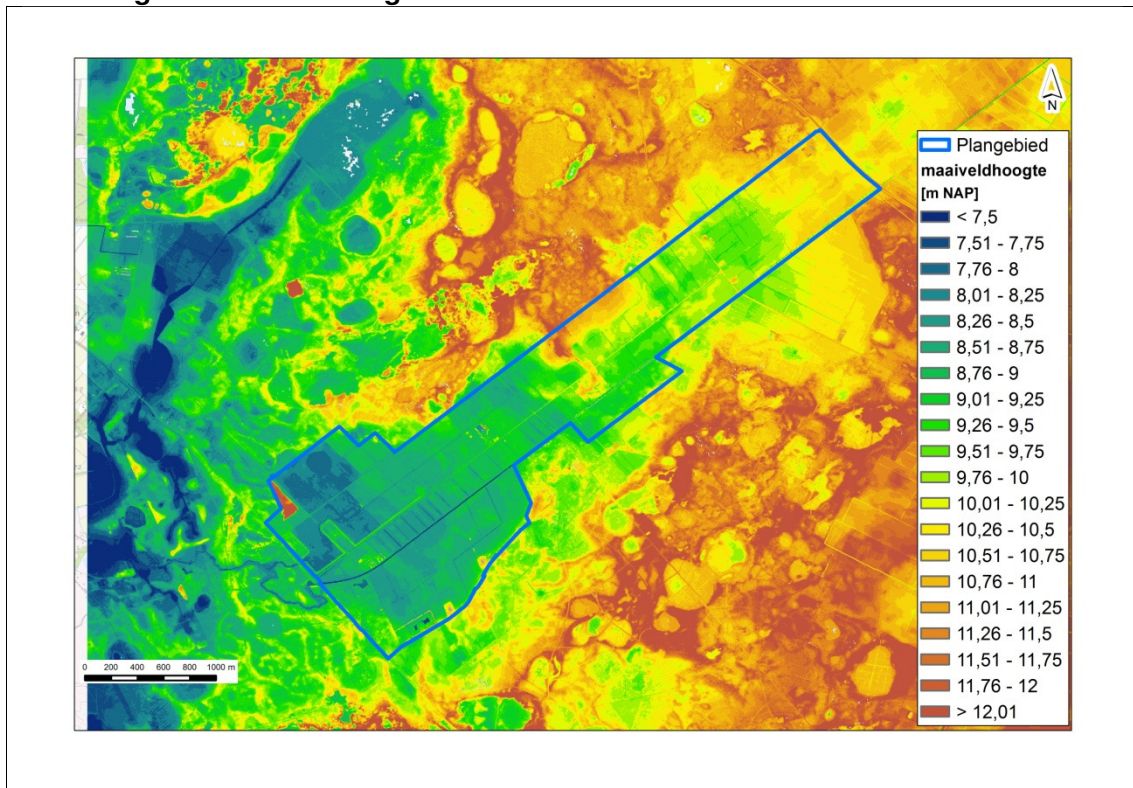 N
Plangebied
maaiveldhoogte
[m NAP]
< 7,5
7,51 - 7,75
7,76 - 8
8,01 - 8,25
8,26 - 8,5
8,51 - 8,75
8,76 - 9
9,01 - 9,25
9,26 - 9,5
9,51 - 9,75
9,76 - 10
10,01 - 10,25
10,26 - 10,5
10,51 - 10,75
10,76 - 11
11,01 - 11,25
11,26 - 11,5
11,51 - 11,75
11,76 - 12
> 12,01
0 200 400 600 800 1000 m